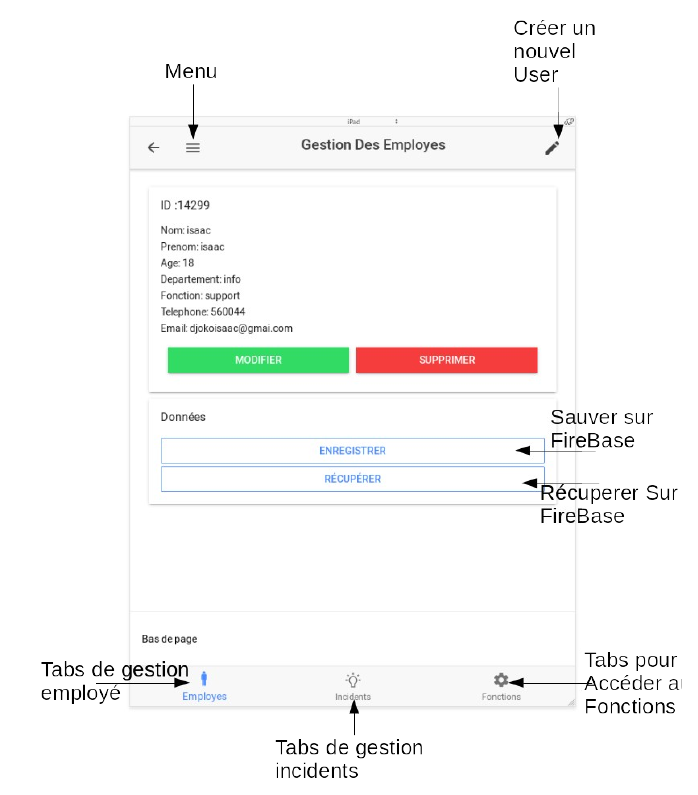 Créer un
nouvel
User
Menu
iPad
Gestion Des Employes
ID :14299
Nom: isaac
Prenom: isaac
Age: 18
Departement: info
Fonction: support
Telephone: 560044
Email: djokoisaac@gmai.com
MODIFIER
SUPPRIMER
Données
Sauver sur
FireBase
ENREGISTRER
RÉCUPÉRER
Récuperer Sur
FireBase
Bas de page
Tabs de gestion
employé
Employes
Incidents
Fonctions
Tabs pour
Accéder au
Fonctions
Tabs de gestion
incidents